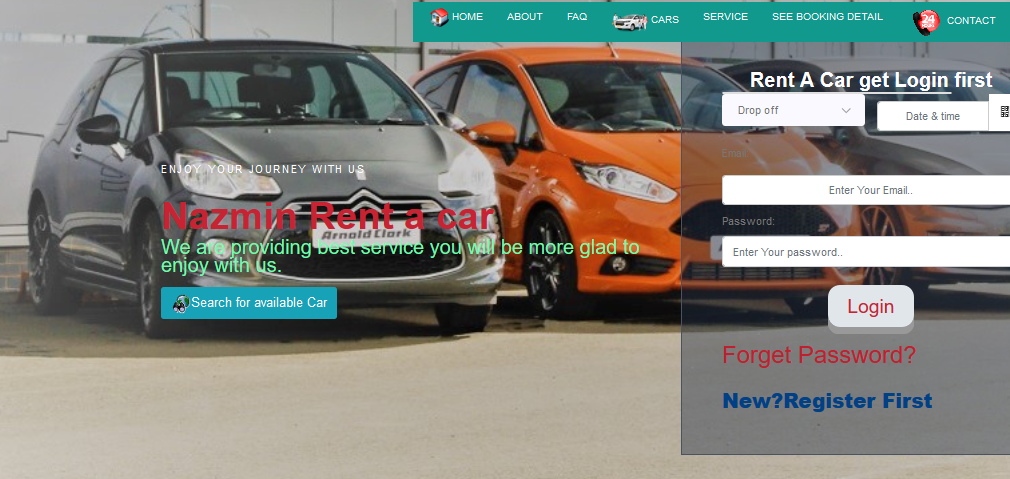 HOME ABOUT FAQ CARS SERVICE SEE BOOKING DETAIL 24 CONTACT
Rent A Car get Login first
Drop off
Date & time
Email:
Enter Your Email..
Password:
Enter Your password..
Login
Forget Password?
New?Register First
ENJOY YOUR JOURNEY WITH US
Nazmin Rent a car
Arnold Clark
We are providing best service you will be more glad to
enjoy with us.
Search for available Car